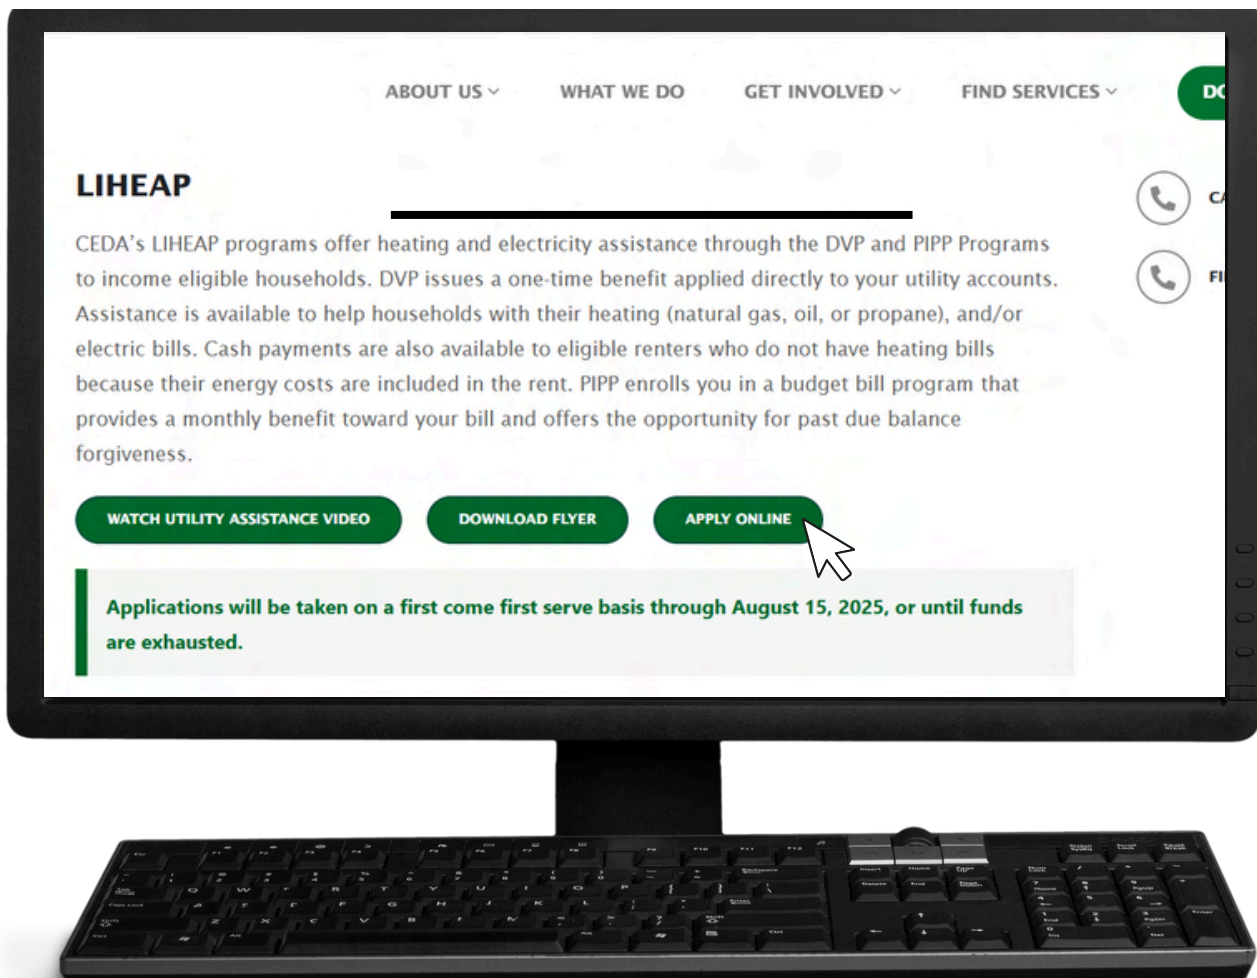 ABOUT US
WHAT WE DO
GET INVOLVED
FIND SERVICES
DO
LIHEAP
CA
CEDA's LIHEAP programs offer heating and electricity assistance through the DVP and PIPP Programs
to income eligible households. DVP issues a one-time benefit applied directly to your utility accounts.
FI
Assistance is available to help households with their heating (natural gas, oil, or propane), and/or
electric bills. Cash payments are also available to eligible renters who do not have heating bills
because their energy costs are included in the rent. PIPP enrolls you in a budget bill program that
provides a monthly benefit toward your bill and offers the opportunity for past due balance
forgiveness.
WATCH UTILITY ASSISTANCE VIDEO
DOWNLOAD FLYER
APPLY ONLINE
Applications will be taken on a first come first serve basis through August 15, 2025, or until funds
are exhausted.